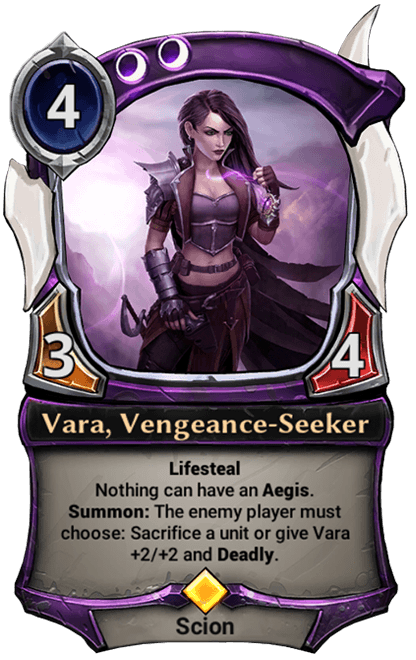 4
3
4
Vara, Vengeance-Seeker
Lifesteal
Nothing can have an Aegis.
Summon: The enemy player must
choose: Sacrifice a unit or give Vara
+2/+2 and Deadly.
Scion